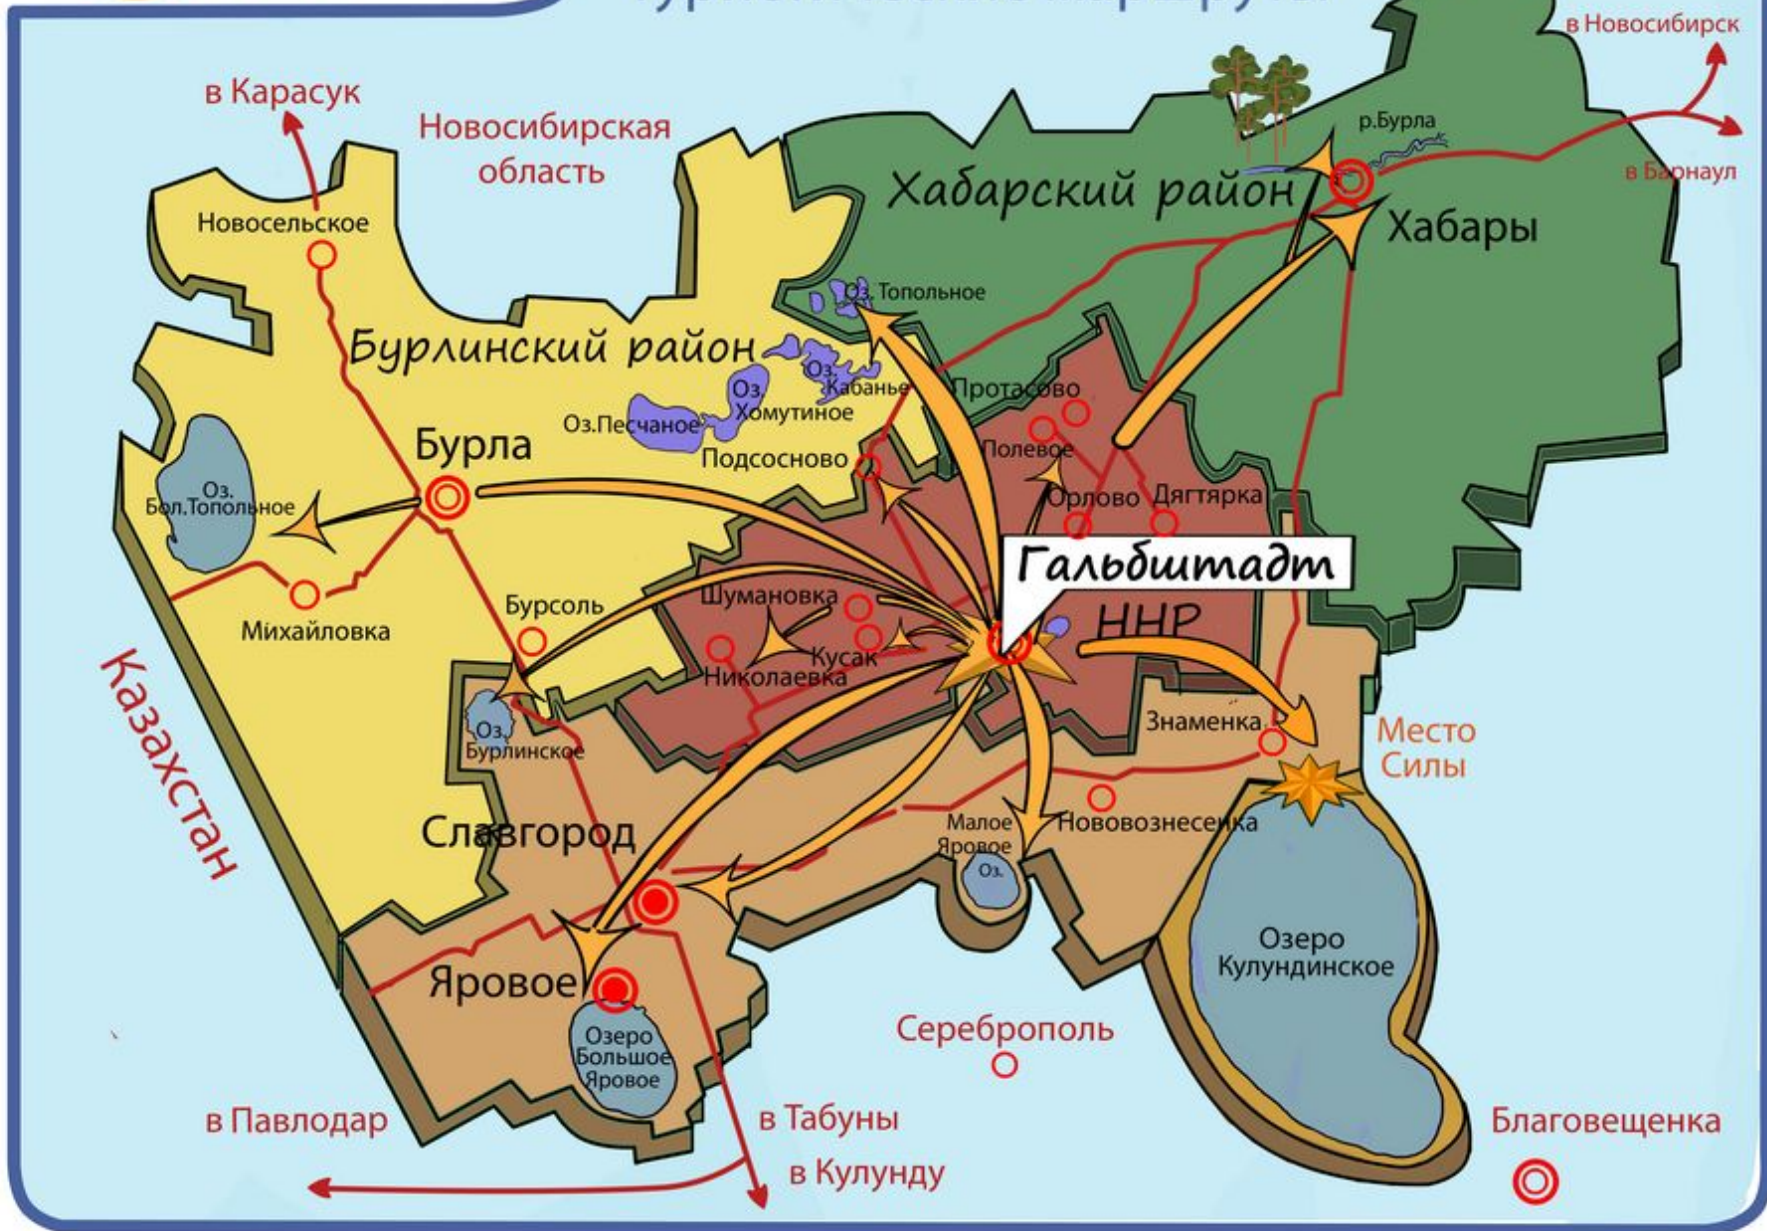 в Новосибирск
в Карасук
Новосибирская
область
р.Бурла
в Барнаул
Хабарский район
Хабары
Новосельское
Оз. Топольное
Бурлинский район
Оз.
Кабанье
Оз.
Хомутиное
Оз.Песчаное
Протасово
Полевое
Подсосново
Бурла
Оз.
Бол.Топольное
Орлово
Дягтярка
Гальбштадт
ННР
Шумановка
Бурсоль
Михайловка
Кусак
Николаевка
Казахстан
Оз.
Бурлинское
Знаменка
Место
Силы
Славгород
Малое
Яровое
Оз.
Нововознесенка
Озеро
Кулундинское
Яровое
Озеро
Большое
Яровое
Сереброполь
в Павлодар
в Табуны
в Кулунду
Благовещенка